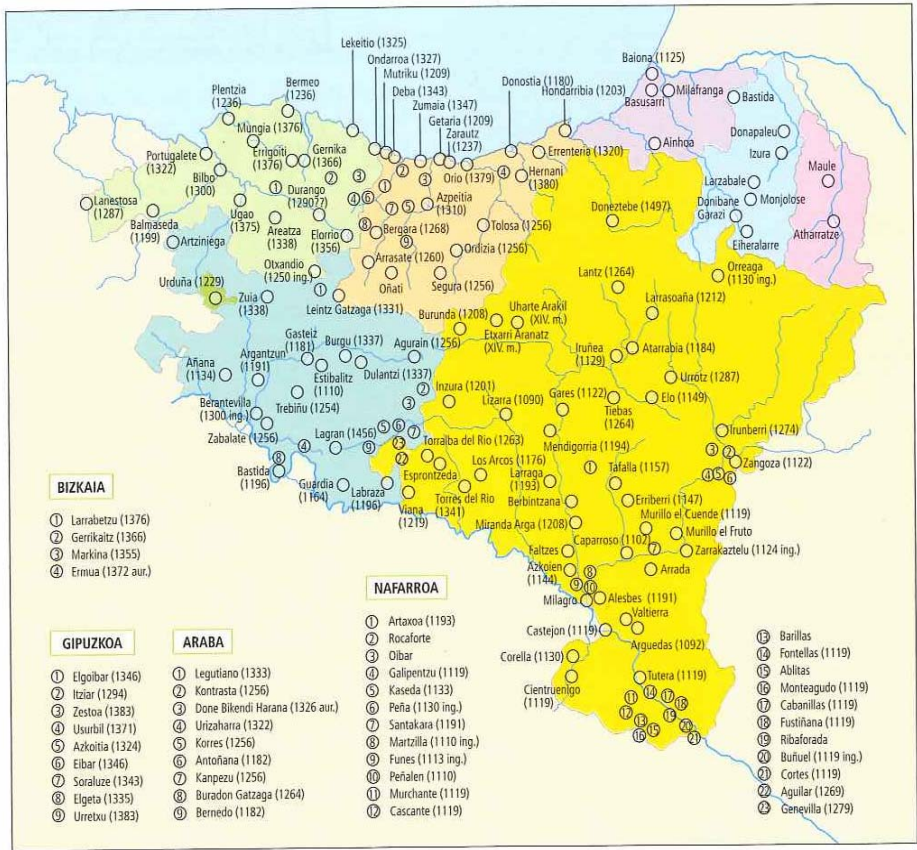 Lekeitio (1325)
Ondarroa (1327)
Mutriku (1209)
Deba (1343)
Zumaia (1347)
Getaria (1209)
Zarautz
(1237)
Donostia (1180)
Hondarribia (1203)
Baiona (1125)
Basusarri
Milafranga
Bastida
Ainhoa
Donapaleu
Izura
Larzabale
Monjolose
Donibane
Garazi
Eiheralarre
Maule
Atharratze
Plentzia
(1236)
Bermeo
(1236)
Mungia (1376)
Errigoiti
(1376)
Gernika
(1366)
Portugalete
(1322)
Bilbo
(1300)
Lanestosa
(1287)
Balmaseda
(1199)
Ugao
(1375)
Areatza
(1338)
Durango
(1290??)
Elorrio
(1356)
Artziniega
Otxandio
(1250 ing.)
Urduña (1229)
Orio (1379)
Errenteria (1320)
Hernani
(1380)
Azpeitia
(1310)
Bergara (1268)
Tolosa (1256)
Ordizia (1256)
Arrasate (1260)
Oñati
Segura (1256)
Leintz Gatzaga (1331)
Zuia
(1338)
Gasteiz
(1181)
Burgu (1337)
Agurain (1256)
Añana
(1134)
Argantzun
(1191)
Estibalitz
(1110)
Dulantzi (1337)
Berantevilla
(1300 ing.)
Trebiñu (1254)
Zabalate (1256)
Lagran (1456)
Bastida
(1196)
Guardia
(1164)
Labraza
(1196)
Doneztebe (1497)
Lantz (1264)
Orreaga
(1130 ing.)
Larrasoaña (1212)
Burunda (1208)
Uharte Arakil
(XIV. m.)
Etxarri Aranatz
(XIV. m.)
Iruñea
(1129)
Atarrabia (1184)
Urrotz (1287)
Inzura (1201)
Lizarra (1090)
Gares (1122)
Tiebas
(1264)
Elo (1149)
Irunberri (1274)
Zangoza (1122)
Torralba del Rio (1263)
Mendigorria (1194)
Esprontzeda
Los Arcos (1176)
Larraga
(1193)
Tafalla (1157)
Viana
(1219)
Torres del Rio
(1341)
Berbintzana
Erriberri (1147)
Murillo el Cuende (1119)
Murillo el Fruto
Miranda Arga (1208)
Caparroso (1102)
Zarrakaztelu (1124 ing.)
Faltzes
Azkoien
(1144)
Arrada
Milagro
Alesbes (1191)
Valtierra
Castejon (1119)
Arguedas (1092)
Corella (1130)
Cientruenigo
(1119)
Tutera (1119)
BIZKAIA
① Larrabetzu (1376)
② Gerrikaitz (1366)
③ Markina (1355)
④ Ermua (1372 aur.)
GIPUZKOA
① Elgoibar (1346)
② Itziar (1294)
③ Zestoa (1383)
④ Usurbil (1371)
⑤ Azkoitia (1324)
⑥ Eibar (1346)
⑦ Soraluze (1343)
⑧ Elgeta (1335)
⑨ Urretxu (1383)
ARABA
① Legutiano (1333)
② Kontrasta (1256)
③ Done Bikendi Harana (1326 aur.)
④ Urizaharra (1322)
⑤ Korres (1256)
⑥ Antoñana (1182)
⑦ Kanpezu (1256)
⑧ Buradon Gatzaga (1264)
⑨ Bernedo (1182)
NAFARROA
① Artaxoa (1193)
② Rocaforte
③ Oibar
④ Galipentzu (1119)
⑤ Kaseda (1133)
⑥ Peña (1130 ing.)
⑦ Santakara (1191)
⑧ Martzilla (1110 ing.)
⑨ Funes (1113 ing.)
⑩ Peñalen (1110)
⑪ Murchante (1119)
⑫ Cascante (1119)
⑬ Barillas
⑭ Fontellas (1119)
⑮ Ablitas
⑯ Monteagudo (1119)
⑰ Cabanillas (1119)
⑱ Fustiñana (1119)
⑲ Ribaforada
⑳ Buñuel (1119 ing.)
㉑ Cortes (1119)
㉒ Aguilar (1269)
㉓ Genevilla (1279)